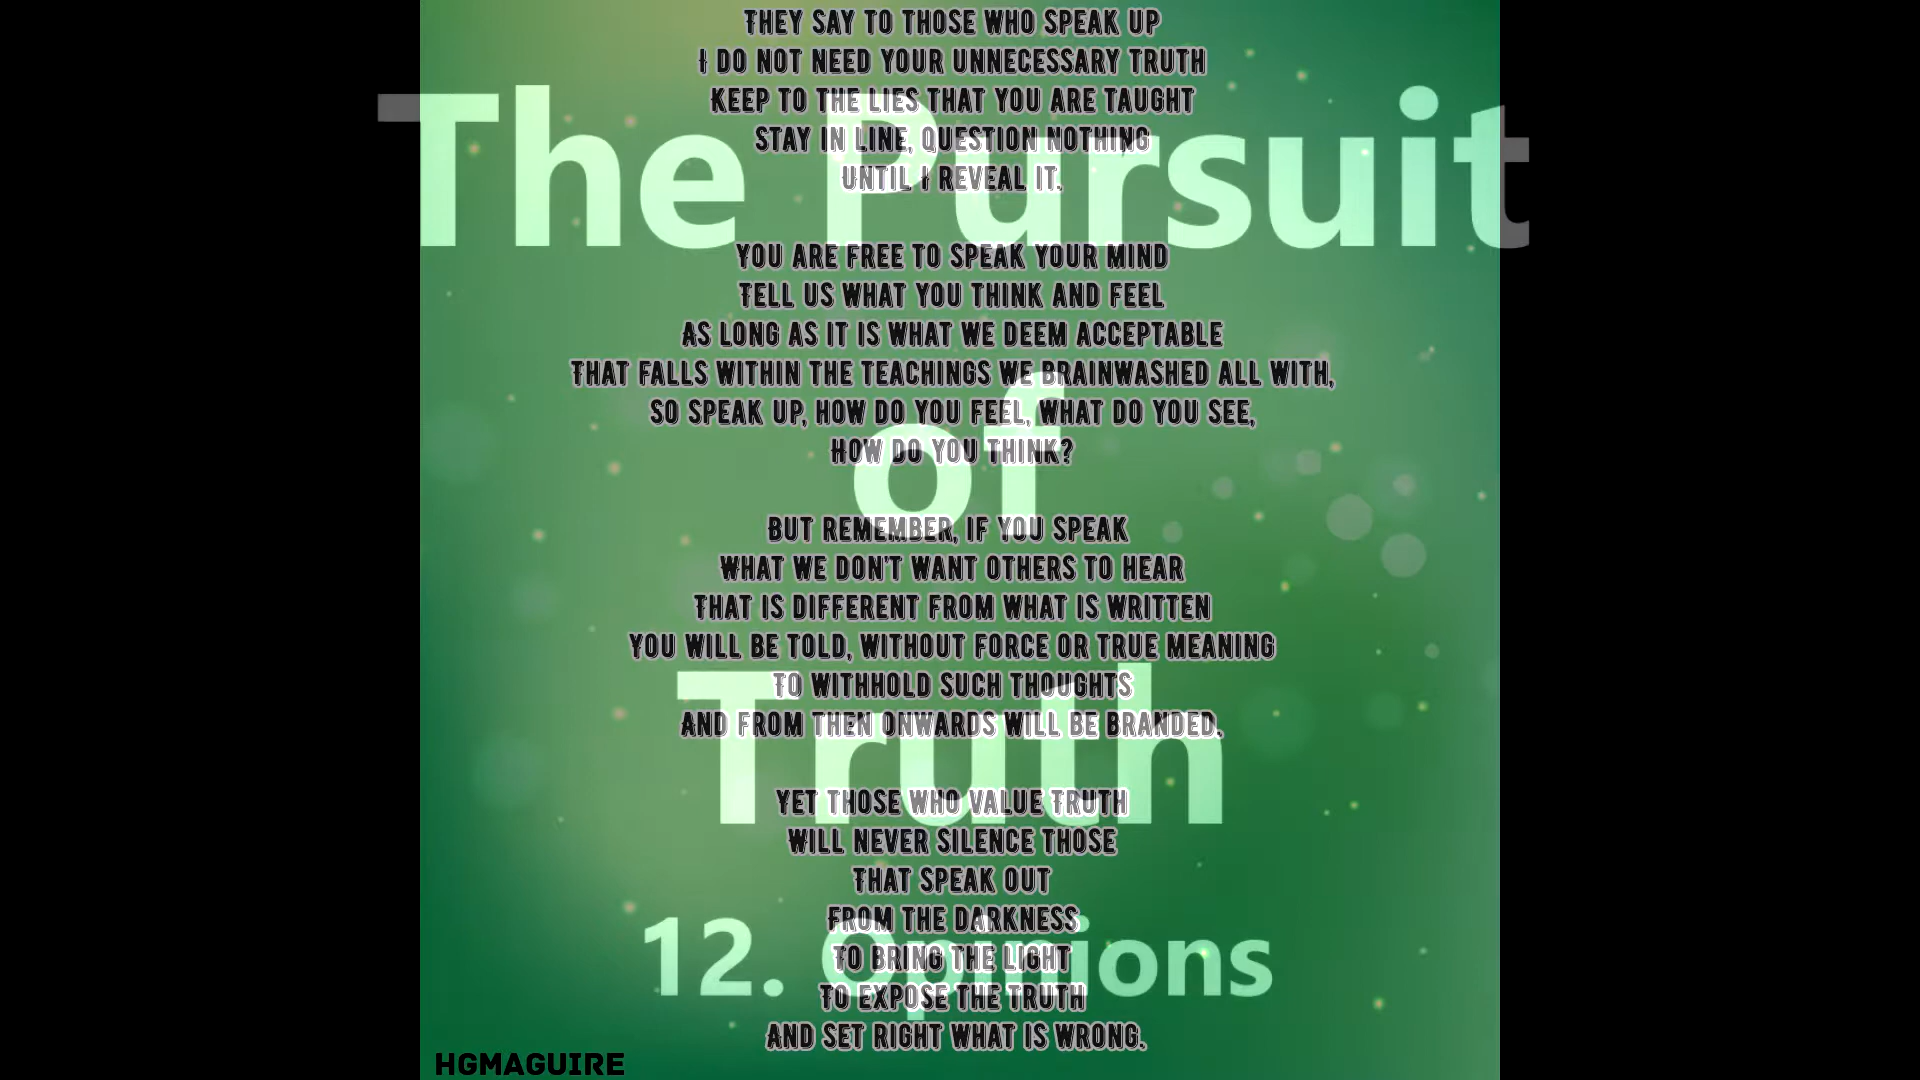 THEY SAY TO THOSE WHO SPEAK UP
I DO NOT NEED YOUR UNNECESSARY TRUTH
KEEP TO THE LIES THAT YOU ARE TAUGHT
STAY IN LINE, QUESTION NOTHING
UNTIL I REVEAL IT.
The Pursuit
YOU ARE FREE TO SPEAK YOUR MIND
TELL US WHAT YOU THINK AND FEEL
AS LONG AS IT IS WHAT WE DEEM ACCEPTABLE
THAT FALLS WITHIN THE TEACHINGS WE BRAINWASHED ALL WITH,
SO SPEAK UP, HOW DO YOU FEEL, WHAT DO YOU SEE,
HOW DO YOU THINK?
of
BUT REMEMBER, IF YOU SPEAK
WHAT WE DON'T WANT OTHERS TO HEAR
THAT IS DIFFERENT FROM WHAT IS WRITTEN
YOU WILL BE TOLD, WITHOUT FORCE OR TRUE MEANING
TO WITHHOLD SUCH THOUGHTS
AND FROM THEN ONWARDS WILL BE BRANDED.
Truth
YET THOSE WHO VALUE TRUTH
WILL NEVER SILENCE THOSE
THAT SPEAK OUT
FROM THE DARKNESS
TO BRING THE LIGHT
TO EXPOSE THE TRUTH
AND SET RIGHT WHAT IS WRONG.
12. Opinions
HGMAGUIRE